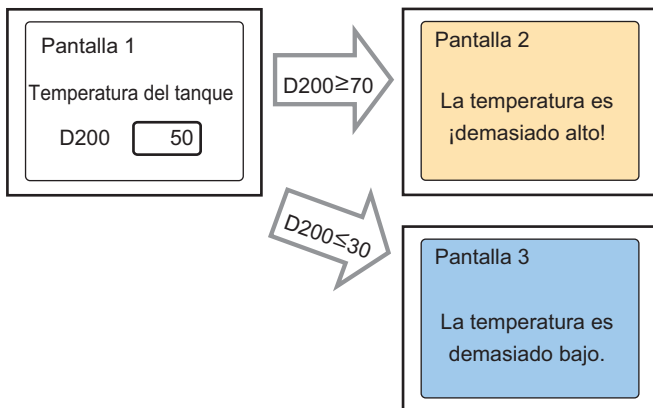 Pantalla 1
Temperatura del tanque
D200 50
D200≥70
Pantalla 2
La temperatura es
¡demasiado alto!
D200≤30
Pantalla 3
La temperatura es
demasiado bajo.